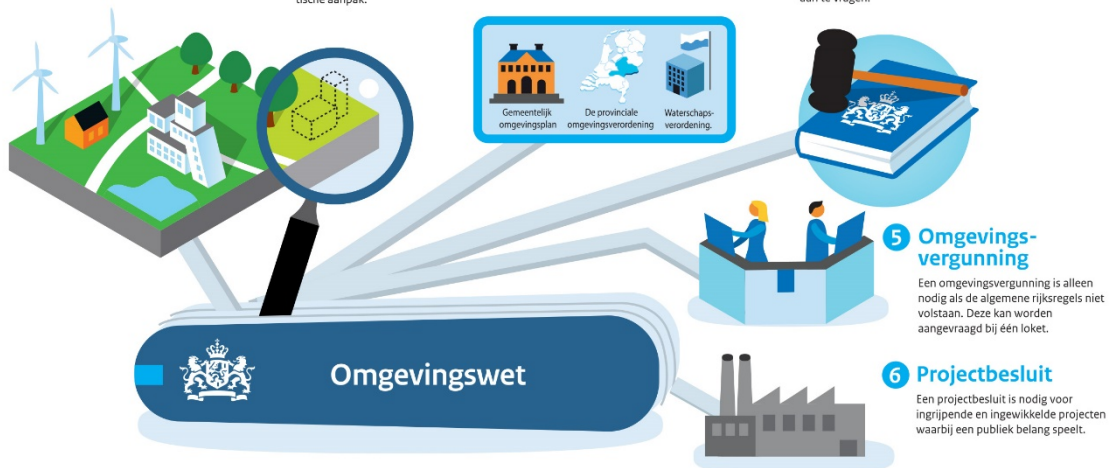 tische aanpak.
aan te vragen.
Gemeentelijk
omgevingsplan
De provinciale
omgevingsverordening
Waterschaps-
verordening.
5 Omgevings-
vergunning
Een omgevingsvergunning is alleen
nodig als de algemene rijksregels niet
volstaan. Deze kan worden
aangevraagd bij één loket.
Omgevingswet
6 Projectbesluit
Een projectbesluit is nodig voor
ingrijpende en ingewikkelde projecten
waarbij een publiek belang speelt.